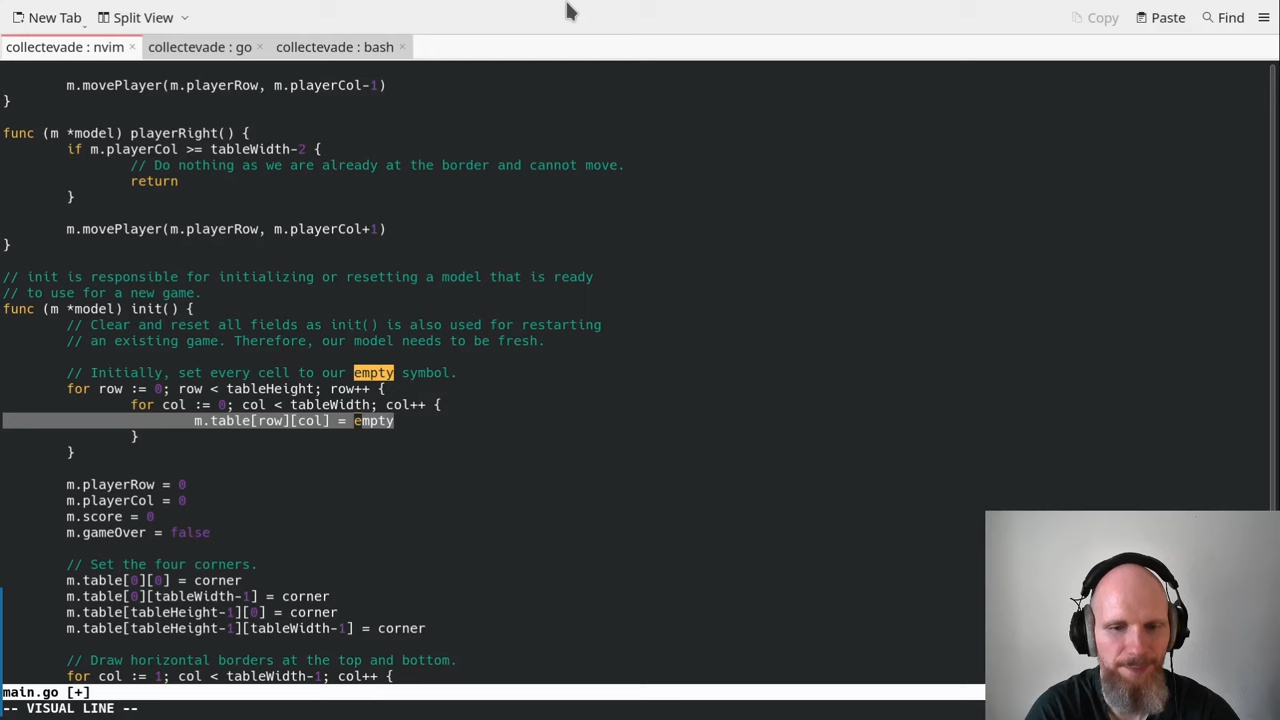 New Tab Split View Copy Paste Find
collectevade : nvim collectevade : go collectevade : bash
m.movePlayer(m.playerRow, m.playerCol-1)
}
func (m *model) playerRight() {
if m.playerCol >= tableWidth-2 {
// Do nothing as we are already at the border and cannot move.
return
}
m.movePlayer(m.playerRow, m.playerCol+1)
}
// init is responsible for initializing or resetting a model that is ready
// to use for a new game.
func (m *model) init() {
// Clear and reset all fields as init() is also used for restarting
// an existing game. Therefore, our model needs to be fresh.
// Initially, set every cell to our empty symbol.
for row := 0; row < tableHeight; row++ {
for col := 0; col < tableWidth; col++ {
m.table[row][col] = empty
}
}
m.playerRow = 0
m.playerCol = 0
m.score = 0
m.gameOver = false
// Set the four corners.
m.table[0][0] = corner
m.table[0][tableWidth-1] = corner
m.table[tableHeight-1][0] = corner
m.table[tableHeight-1][tableWidth-1] = corner
// Draw horizontal borders at the top and bottom.
for col := 1; col < tableWidth-1; col++ {
main.go [+]
-- VISUAL LINE --